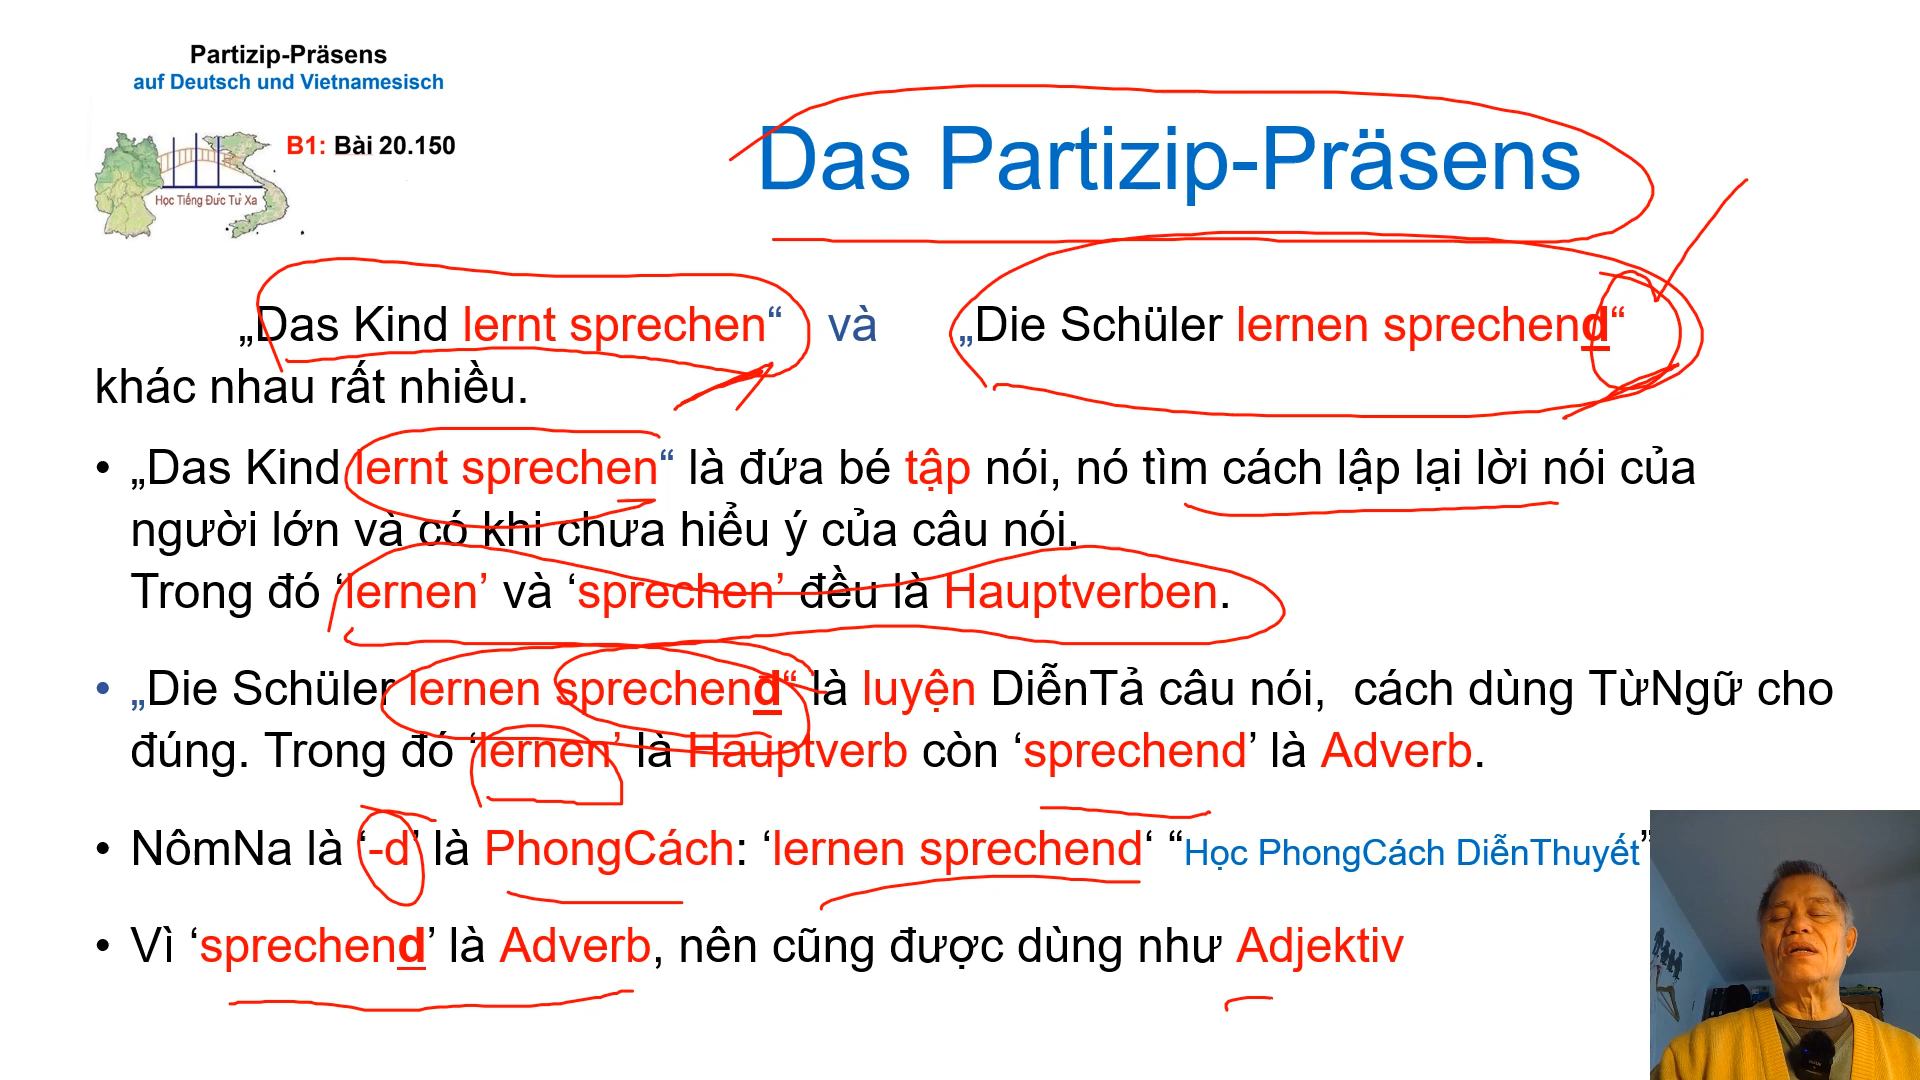 Partizip-Präsens
auf Deutsch und Vietnamesisch
B1: Bài 20.150
Học Tiếng Đức Từ Xa
Das Partizip-Präsens
„Das Kind lernt sprechen“ và „Die Schüler lernen sprechend“
khác nhau rất nhiều.
• „Das Kind lernt sprechen“ là đứa bé tập nói, nó tìm cách lập lại lời nói của
người lớn và có khi chưa hiểu ý của câu nói.
Trong đó ‘lernen’ và ‘sprechen’ đều là Hauptverben.
• „Die Schüler lernen sprechend“ là luyện DiễnTả câu nói, cách dùng TừNgữ cho
đúng. Trong đó ‘lernen’ là Hauptverb còn ‘sprechend’ là Adverb.
• NômNa là ‘-d’ là PhongCách: ‘lernen sprechend‘ “Học PhongCách DiễnThuyết”
• Vì ‘sprechend’ là Adverb, nên cũng được dùng như Adjektiv